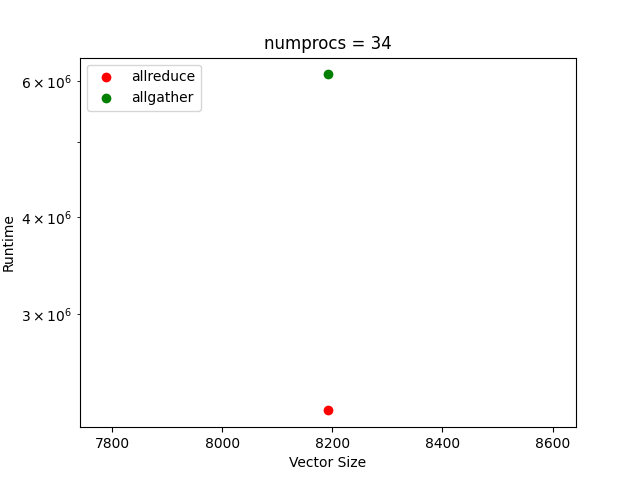 numprocs = 34
allreduce
allgather
6 × 10⁶
4 × 10⁶
3 × 10⁶
Runtime
7800 8000 8200 8400 8600
Vector Size